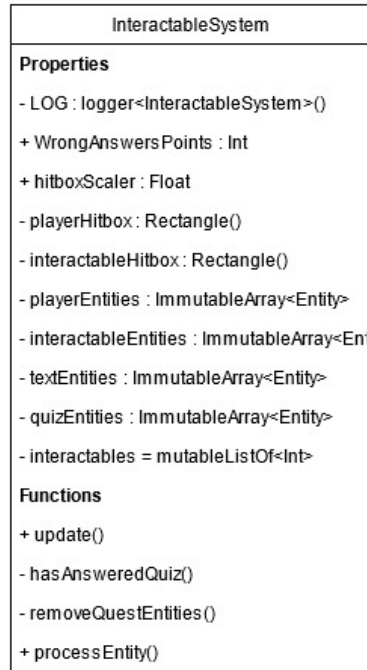 InteractableSystem
Properties
- LOG : logger<InteractableSystem>()
+ WrongAnswersPoints : Int
+ hitboxScaler : Float
- playerHitbox : Rectangle()
- interactableHitbox : Rectangle()
- playerEntities : ImmutableArray<Entity>
- interactableEntities : ImmutableArray<Ent
- textEntities : ImmutableArray<Entity>
- quizEntities : ImmutableArray<Entity>
- interactables = mutableListOf<Int>
Functions
+ update()
- hasAnsweredQuiz()
- removeQuestEntities()
+ processEntity()